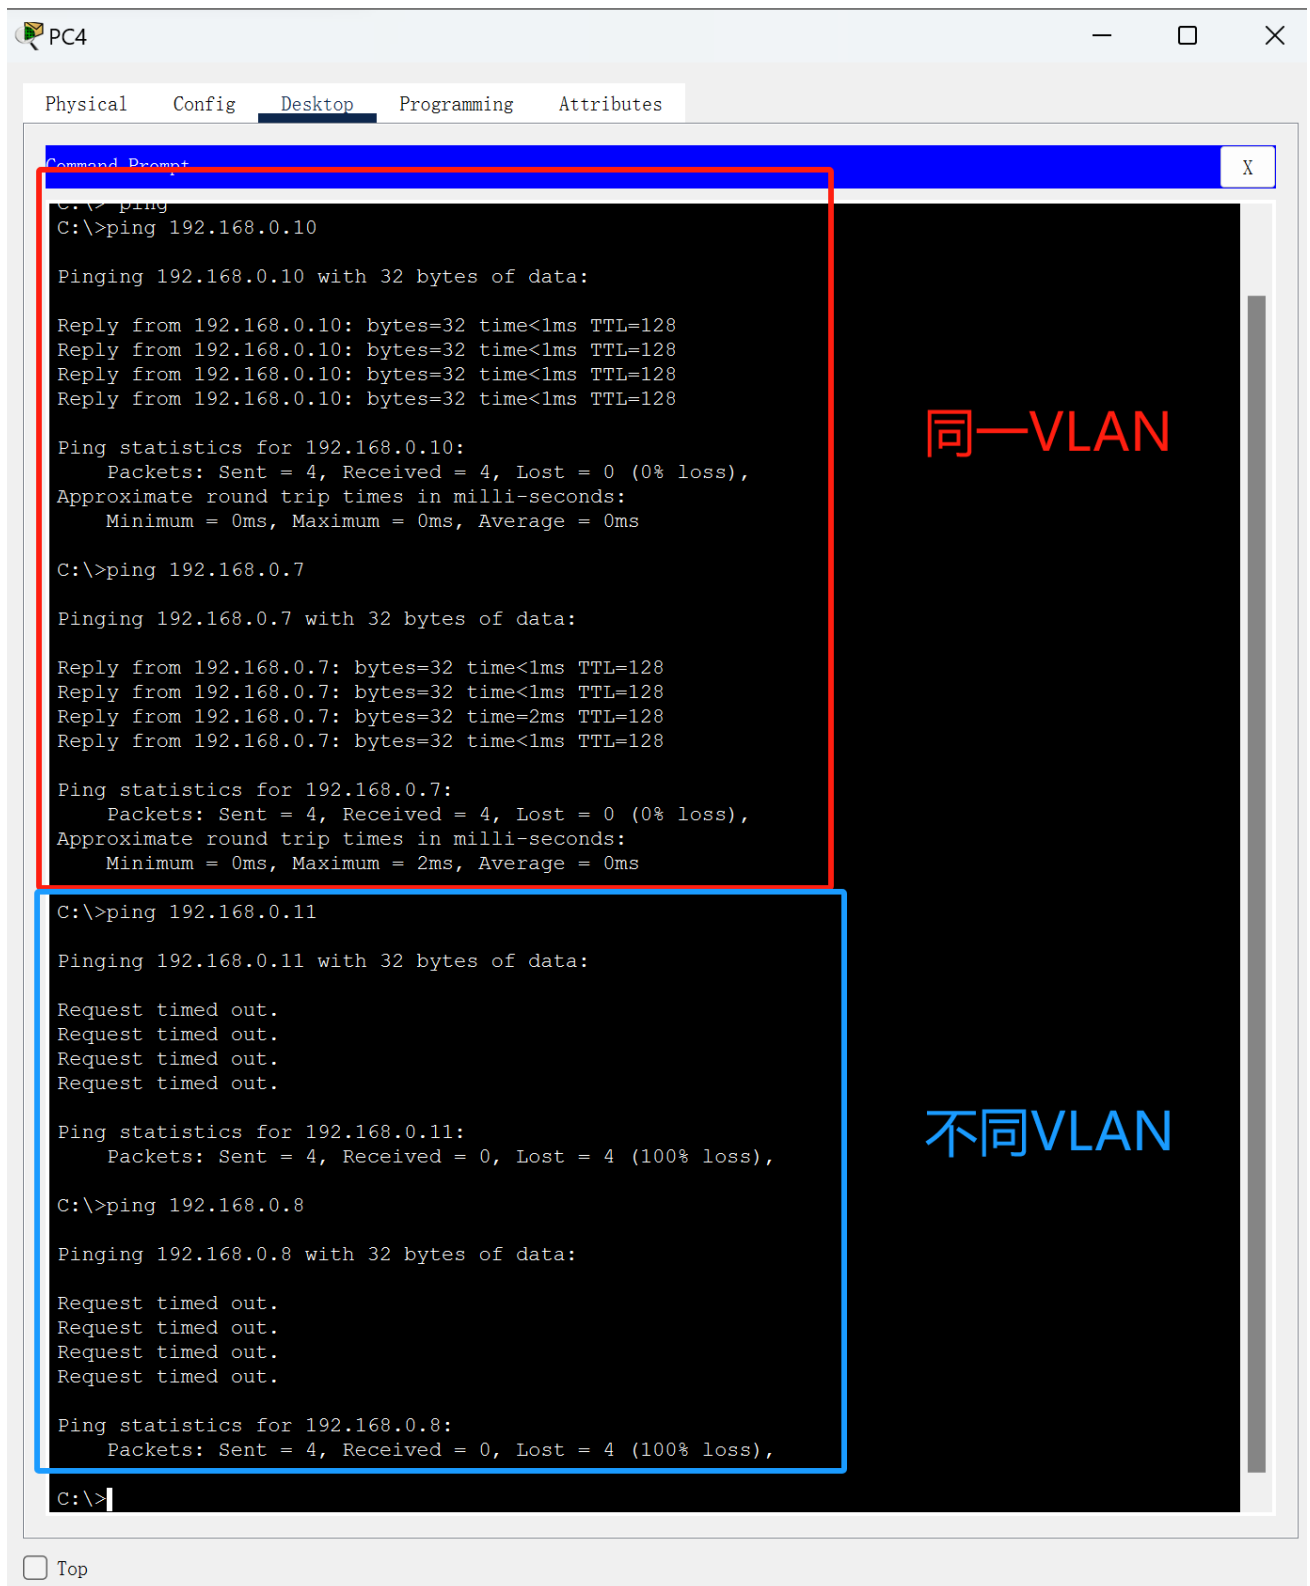 PC4
Physical Config Desktop Programming Attributes
Command Prompt
X
C:\> ping
C:\>ping 192.168.0.10
Pinging 192.168.0.10 with 32 bytes of data:
Reply from 192.168.0.10: bytes=32 time<1ms TTL=128
Reply from 192.168.0.10: bytes=32 time<1ms TTL=128
Reply from 192.168.0.10: bytes=32 time<1ms TTL=128
Reply from 192.168.0.10: bytes=32 time<1ms TTL=128
同一VLAN
Ping statistics for 192.168.0.10:
Packets: Sent = 4, Received = 4, Lost = 0 (0% loss),
Approximate round trip times in milli-seconds:
Minimum = 0ms, Maximum = 0ms, Average = 0ms
C:\>ping 192.168.0.7
Pinging 192.168.0.7 with 32 bytes of data:
Reply from 192.168.0.7: bytes=32 time<1ms TTL=128
Reply from 192.168.0.7: bytes=32 time<1ms TTL=128
Reply from 192.168.0.7: bytes=32 time=2ms TTL=128
Reply from 192.168.0.7: bytes=32 time<1ms TTL=128
Ping statistics for 192.168.0.7:
Packets: Sent = 4, Received = 4, Lost = 0 (0% loss),
Approximate round trip times in milli-seconds:
Minimum = 0ms, Maximum = 2ms, Average = 0ms
C:\>ping 192.168.0.11
Pinging 192.168.0.11 with 32 bytes of data:
Request timed out.
Request timed out.
Request timed out.
Request timed out.
不同VLAN
Ping statistics for 192.168.0.11:
Packets: Sent = 4, Received = 0, Lost = 4 (100% loss),
C:\>ping 192.168.0.8
Pinging 192.168.0.8 with 32 bytes of data:
Request timed out.
Request timed out.
Request timed out.
Request timed out.
Ping statistics for 192.168.0.8:
Packets: Sent = 4, Received = 0, Lost = 4 (100% loss),
C:\>
Top